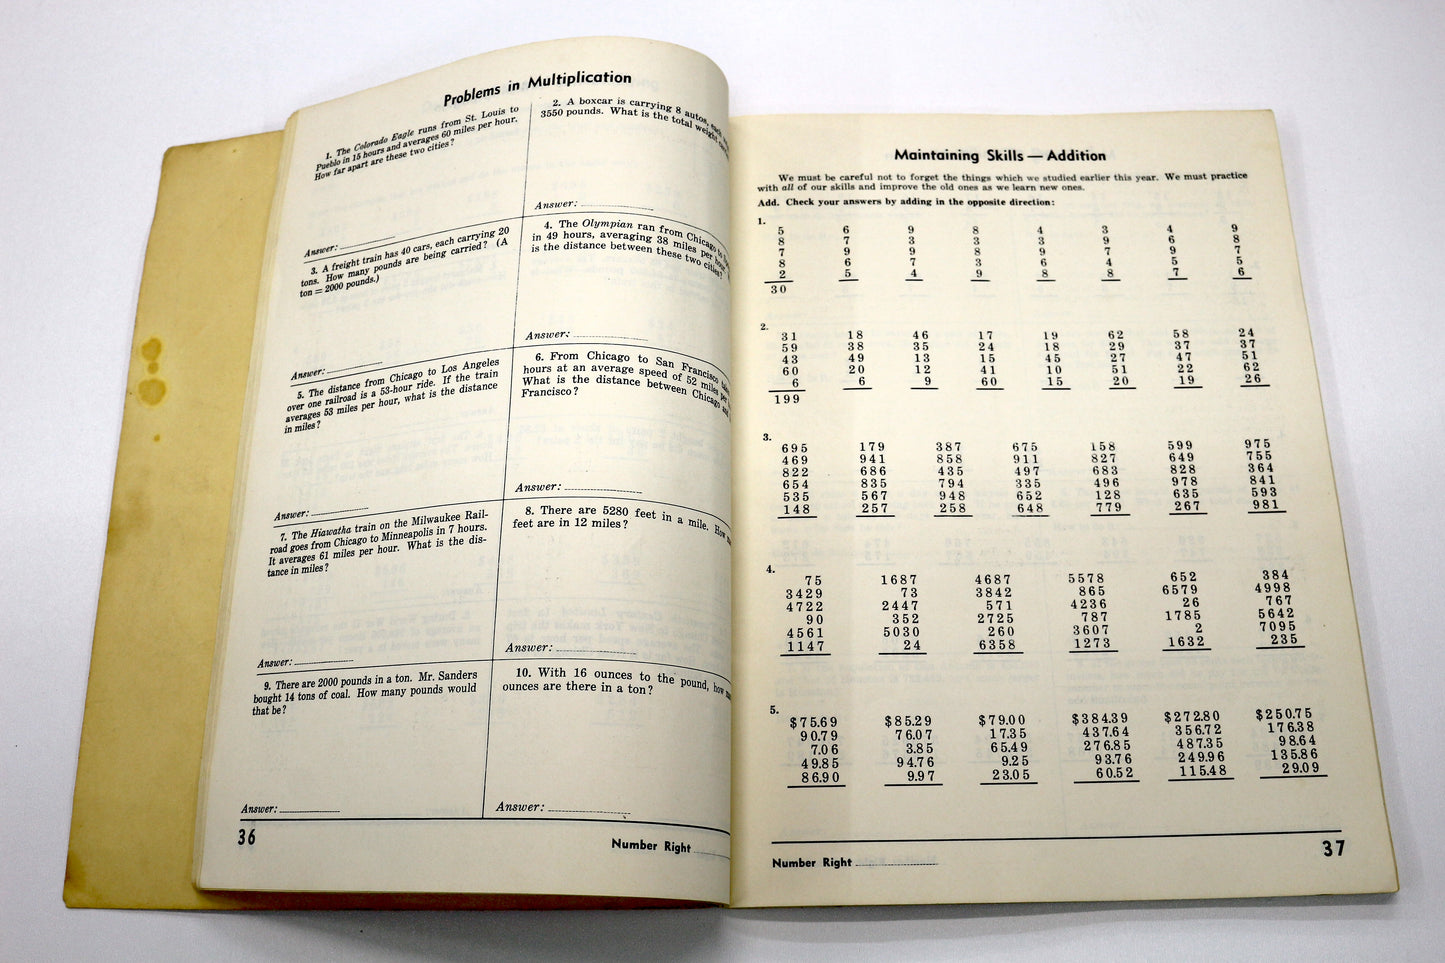 Problems in Multiplication
1. The Colorado Eagle runs from St. Louis to
Pueblo in 15 hours and averages 60 miles per hour.
How far apart are these two cities?
Answer:
2. A boxcar is carrying 8 autos, each
3550 pounds. What is the total weight
Answer:
3. A freight train has 40 cars, each carrying 20
tons. How many pounds are being carried? (A
ton = 2000 pounds.)
Answer:
4. The Olympian ran from Chicago to
in 49 hours, averaging 38 miles per hour.
is the distance between these two cities?
Answer:
5. The distance from Chicago to Los Angeles
over one railroad is a 53-hour ride. If the train
averages 53 miles per hour, what is the distance
in miles?
Answer:
6. From Chicago to San Francisco
hours at an average speed of 52 miles per
What is the distance between Chicago and
Francisco?
Answer:
7. The Hiawatha train on the Milwaukee Rail-
road goes from Chicago to Minneapolis in 7 hours.
It averages 61 miles per hour. What is the dis-
tance in miles?
Answer:
8. There are 5280 feet in a mile. How
feet are in 12 miles?
Answer:
9. There are 2000 pounds in a ton. Mr. Sanders
bought 14 tons of coal. How many pounds would
that be?
Answer:
10. With 16 ounces to the pound, how
ounces are there in a ton?
Answer:
36
Number Right
Maintaining Skills — Addition
We must be careful not to forget the things which we studied earlier this year. We must practice
with all of our skills and improve the old ones as we learn new ones.
Add. Check your answers by adding in the opposite direction:
1.
5 6 9 8 4 3 4 9
8 7 3 3 3 9 6 8
7 9 9 8 9 7 9 7
8 6 7 3 6 4 5 5
2 5 4 9 8 8 7 6
30
2.
31 18 46 17 19 62 58 24
59 38 35 24 18 29 37 37
43 49 13 15 45 27 47 51
60 20 12 41 10 51 22 62
6 6 9 60 15 20 19 26
199
3.
695 179 387 675 158 599 975
469 941 858 911 827 649 755
822 686 435 497 683 828 364
654 835 794 335 496 978 841
535 567 948 652 128 635 593
148 257 258 648 779 267 981
4.
75 1687 4687 5578 652 384
3429 73 3842 865 6579 4998
4722 2447 571 4236 26 767
90 352 2725 787 1785 5642
4561 5030 260 3607 2 7095
1147 24 6358 1273 1632 235
5.
$75.69 $85.29 $79.00 $384.39 $272.80 $250.75
90.79 76.07 17.35 437.64 356.72 176.38
7.06 3.85 65.49 276.85 487.35 98.64
49.85 94.76 9.25 93.76 249.96 135.86
86.90 9.97 23.05 60.52 115.48 29.09
Number Right
37